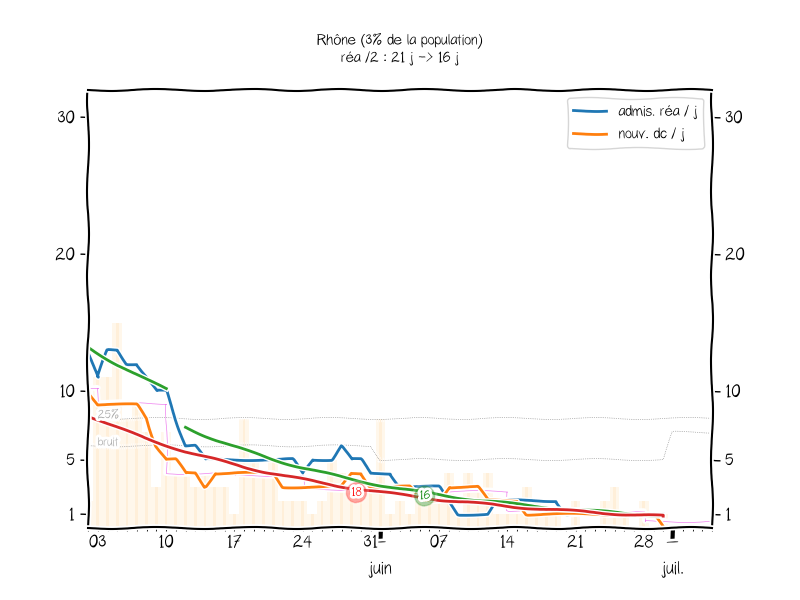 Rhône (3% de la population)
réa /2 : 21 j -> 16 j
admis. réa / j
nouv. dc / j
30
30
20
20
10
10
25%
bruit
5
5
18
16
1
1
03 10 17 24 31 07 14 21 28
juin juil.